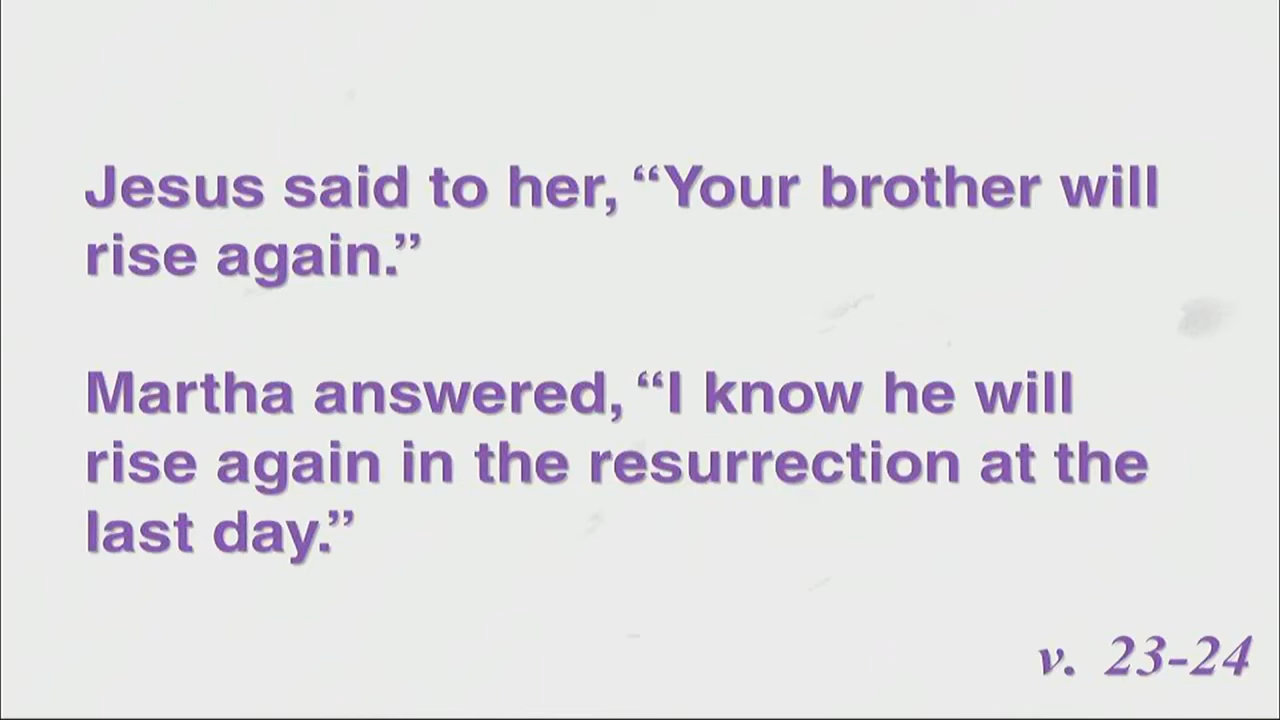 Jesus said to her, “Your brother will
rise again.”
Martha answered, “I know he will
rise again in the resurrection at the
last day.”
v. 23-24